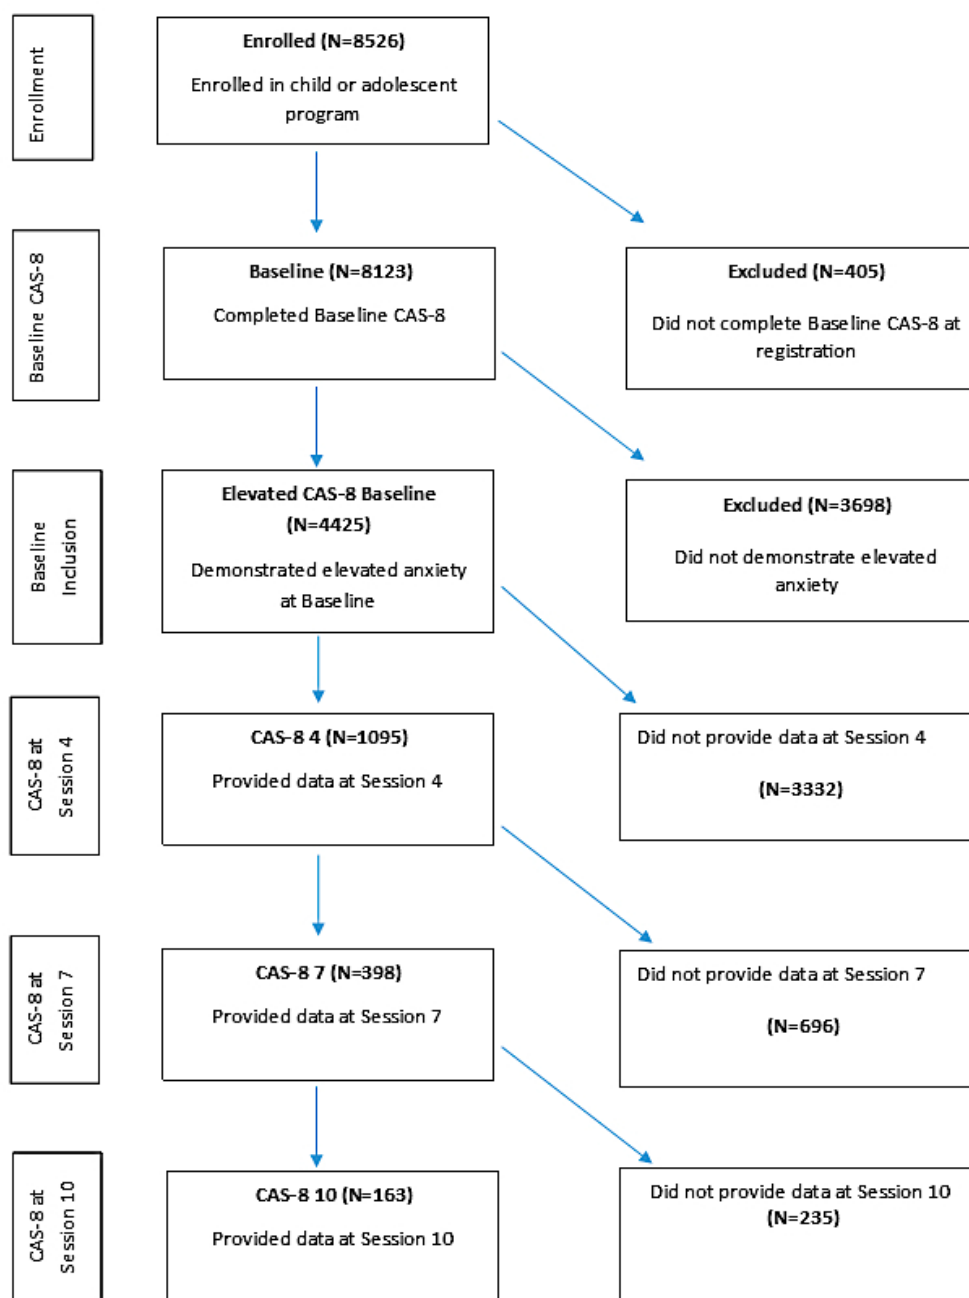 Enrollment
Enrolled (N=8526)
Enrolled in child or adolescent
program
Baseline CAS-8
Baseline (N=8123)
Completed Baseline CAS-8
Excluded (N=405)
Did not complete Baseline CAS-8 at
registration
Baseline
Inclusion
Elevated CAS-8 Baseline
(N=4425)
Demonstrated elevated anxiety
at Baseline
Excluded (N=3698)
Did not demonstrate elevated
anxiety
CAS-8 at
Session 4
CAS-8 4 (N=1095)
Provided data at Session 4
Did not provide data at Session 4
(N=3332)
CAS-8 at
Session 7
CAS-8 7 (N=398)
Provided data at Session 7
Did not provide data at Session 7
(N=696)
CAS-8 at
Session 10
CAS-8 10 (N=163)
Provided data at Session 10
Did not provide data at Session 10
(N=235)